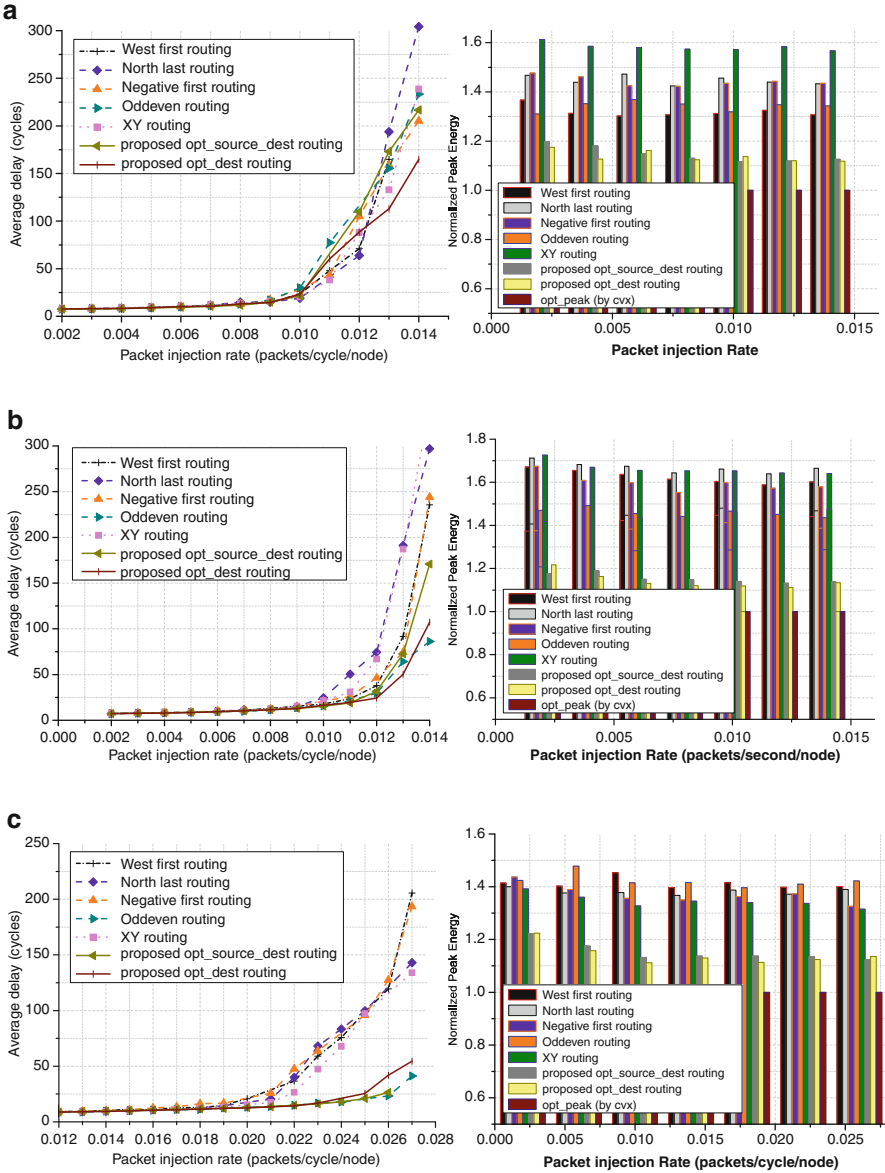 a
300
250
200
150
100
50
0
Average delay (cycles)
West first routing
North last routing
Negative first routing
Oddeven routing
XY routing
proposed opt_source_dest routing
proposed opt_dest routing
0.002 0.004 0.006 0.008 0.010 0.012 0.014
Packet injection rate (packets/cycle/node)
1.6
1.4
1.2
1.0
0.8
0.6
Normalized Peak Energy
West first routing
North last routing
Negative first routing
Oddeven routing
XY routing
proposed opt_source_dest routing
proposed opt_dest routing
opt_peak (by cvx)
0.000 0.005 0.010 0.015
Packet injection Rate
b
300
250
200
150
100
50
0
Average delay (cycles)
West first routing
North last routing
Negative first routing
Oddeven routing
XY routing
proposed opt_source_dest routing
proposed opt_dest routing
0.000 0.002 0.004 0.006 0.008 0.010 0.012 0.014
Packet injection rate (packets/cycle/node)
1.8
1.6
1.4
1.2
1.0
0.8
0.6
Normalized Peak Energy
West first routing
North last routing
Negative first routing
Oddeven routing
XY routing
proposed opt_source_dest routing
proposed opt_dest routing
opt_peak (by cvx)
0.000 0.005 0.010 0.015
Packet injection Rate (packets/second/node)
c
250
200
150
100
50
0
Average delay (cycles)
West first routing
North last routing
Negative first routing
Oddeven routing
XY routing
proposed opt_source_dest routing
proposed opt_dest routing
0.012 0.014 0.016 0.018 0.020 0.022 0.024 0.026 0.028
Packet injection rate (packets/cycle/node)
1.6
1.4
1.2
1.0
0.8
0.6
Normalized Peak Energy
West first routing
North last routing
Negative first routing
Oddeven routing
XY routing
proposed opt_source_dest routing
proposed opt_dest routing
opt_peak (by cvx)
0.000 0.005 0.010 0.015 0.020 0.025
Packet injection Rate (packets/cycle/node)